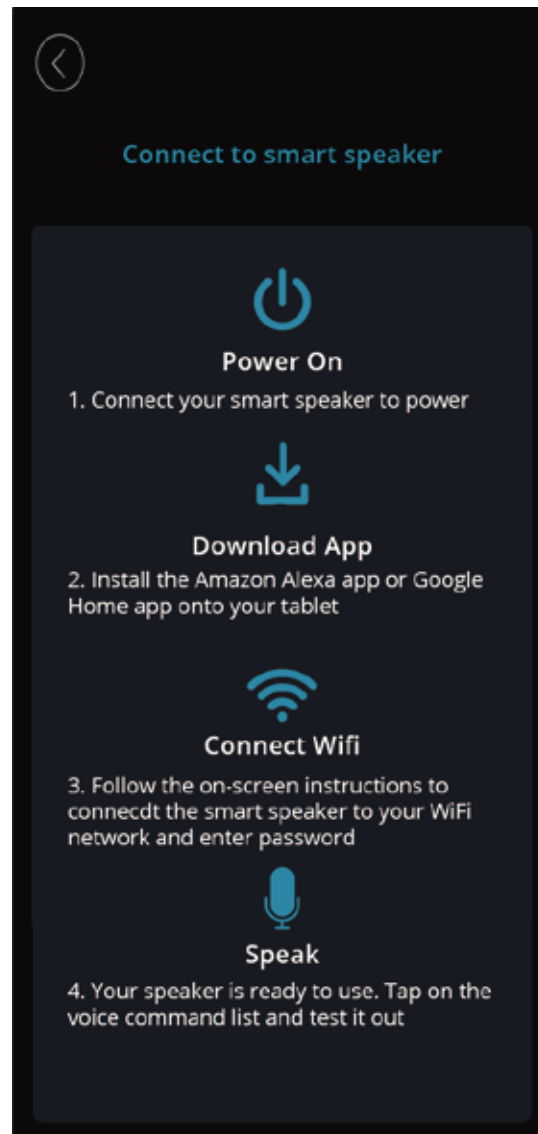 Connect to smart speaker
Power On
1. Connect your smart speaker to power
Download App
2. Install the Amazon Alexa app or Google
Home app onto your tablet
Connect Wifi
3. Follow the on-screen instructions to
connecdt the smart speaker to your WiFi
network and enter password
Speak
4. Your speaker is ready to use. Tap on the
voice command list and test it out